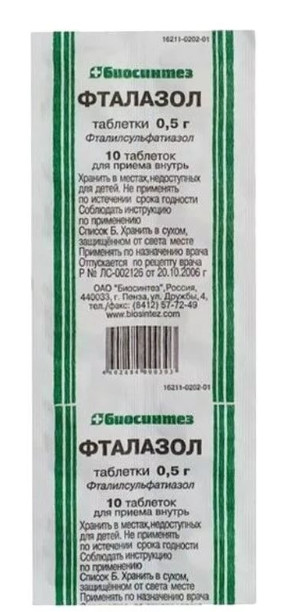 16211-0202-01
Биосинтез
ФТАЛАЗОЛ
таблетки 0,5 г
Фталилсульфатиазол
10 таблеток
для приема внутрь
Хранить в местах,недоступных
для детей. Не применять
по истечении срока годности
Соблюдать инструкцию
по применению
Список Б. Хранить в сухом,
защищённом от света месте
Применять по назначению врача
Отпускается по рецепту врача
Р № ЛС-002126 от 20.10.2006 г
ОАО "Биосинтез",Россия,
440033, г. Пенза,ул. Дружбы, 4,
тел./факс: (8412) 57-72-49
www.biosintez.com
16211-0202-01
Биосинтез
ФТАЛАЗОЛ
таблетки 0,5 г
Фталилсульфатиазол
10 таблеток
для приема внутрь
Хранить в местах,недоступных
для детей. Не применять
по истечении срока годности
Соблюдать инструкцию
по применению
Список Б. Хранить в сухом,
защищённом от света месте
Применять по назначению врача